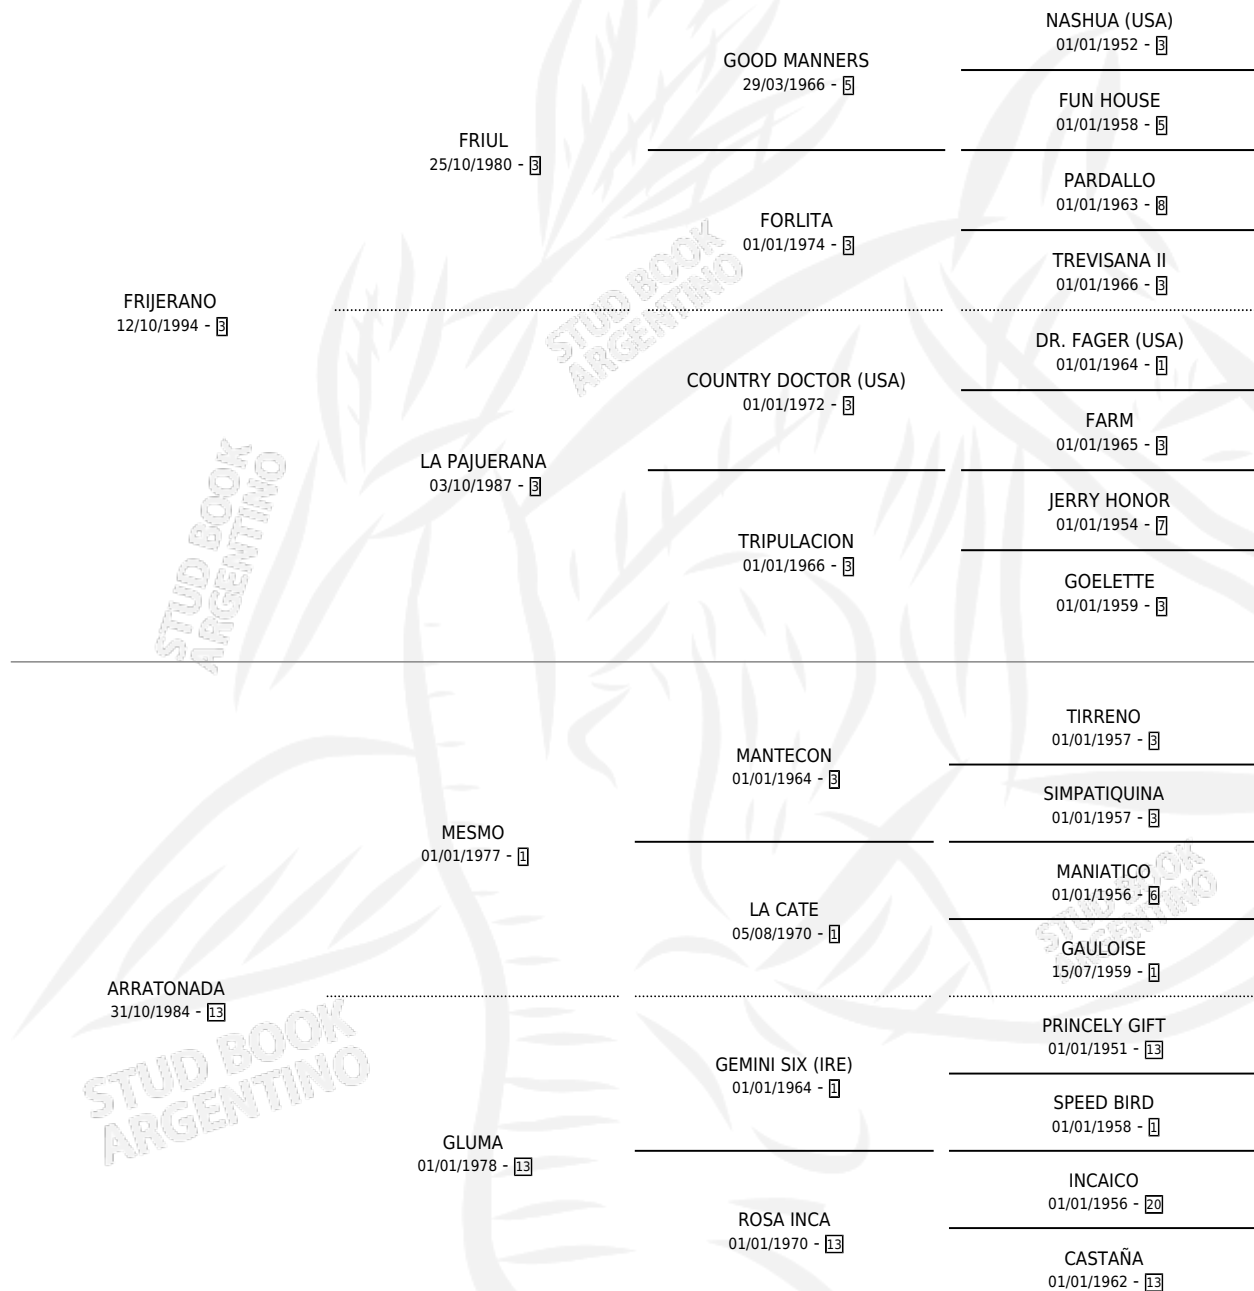 NASHUA (USA)
01/01/1952 - 3
GOOD MANNERS
29/03/1966 - 5
FUN HOUSE
01/01/1958 - 5
FRIUL
25/10/1980 - 3
PARDALLO
01/01/1963 - 8
FORLITA
01/01/1974 - 3
TREVISANA II
01/01/1966 - 3
FRIJERANO
12/10/1994 - 3
STUD BOOK
ARGENTINO
DR. FAGER (USA)
01/01/1964 - 1
COUNTRY DOCTOR (USA)
01/01/1972 - 3
FARM
01/01/1965 - 3
LA PAJUERANA
03/10/1987 - 3
JERRY HONOR
01/01/1954 - 7
TRIPULACION
01/01/1966 - 3
GOELETTE
01/01/1959 - 3
STUD BOOK
ARGENTINO
TIRRENO
01/01/1957 - 3
MANTECON
01/01/1964 - 3
SIMPATIQUINA
01/01/1957 - 3
MESMO
01/01/1977 - 1
MANIATICO
01/01/1956 - 6
LA CATE
05/08/1970 - 1
GAULOISE
15/07/1959 - 1
STUD BOOK
ARGENTINO
ARRATONADA
31/10/1984 - 13
PRINCELY GIFT
01/01/1951 - 13
GEMINI SIX (IRE)
01/01/1964 - 1
SPEED BIRD
01/01/1958 - 1
STUD BOOK
ARGENTINO
GLUMA
01/01/1978 - 13
INCAICO
01/01/1956 - 20
ROSA INCA
01/01/1970 - 13
CASTAÑA
01/01/1962 - 13